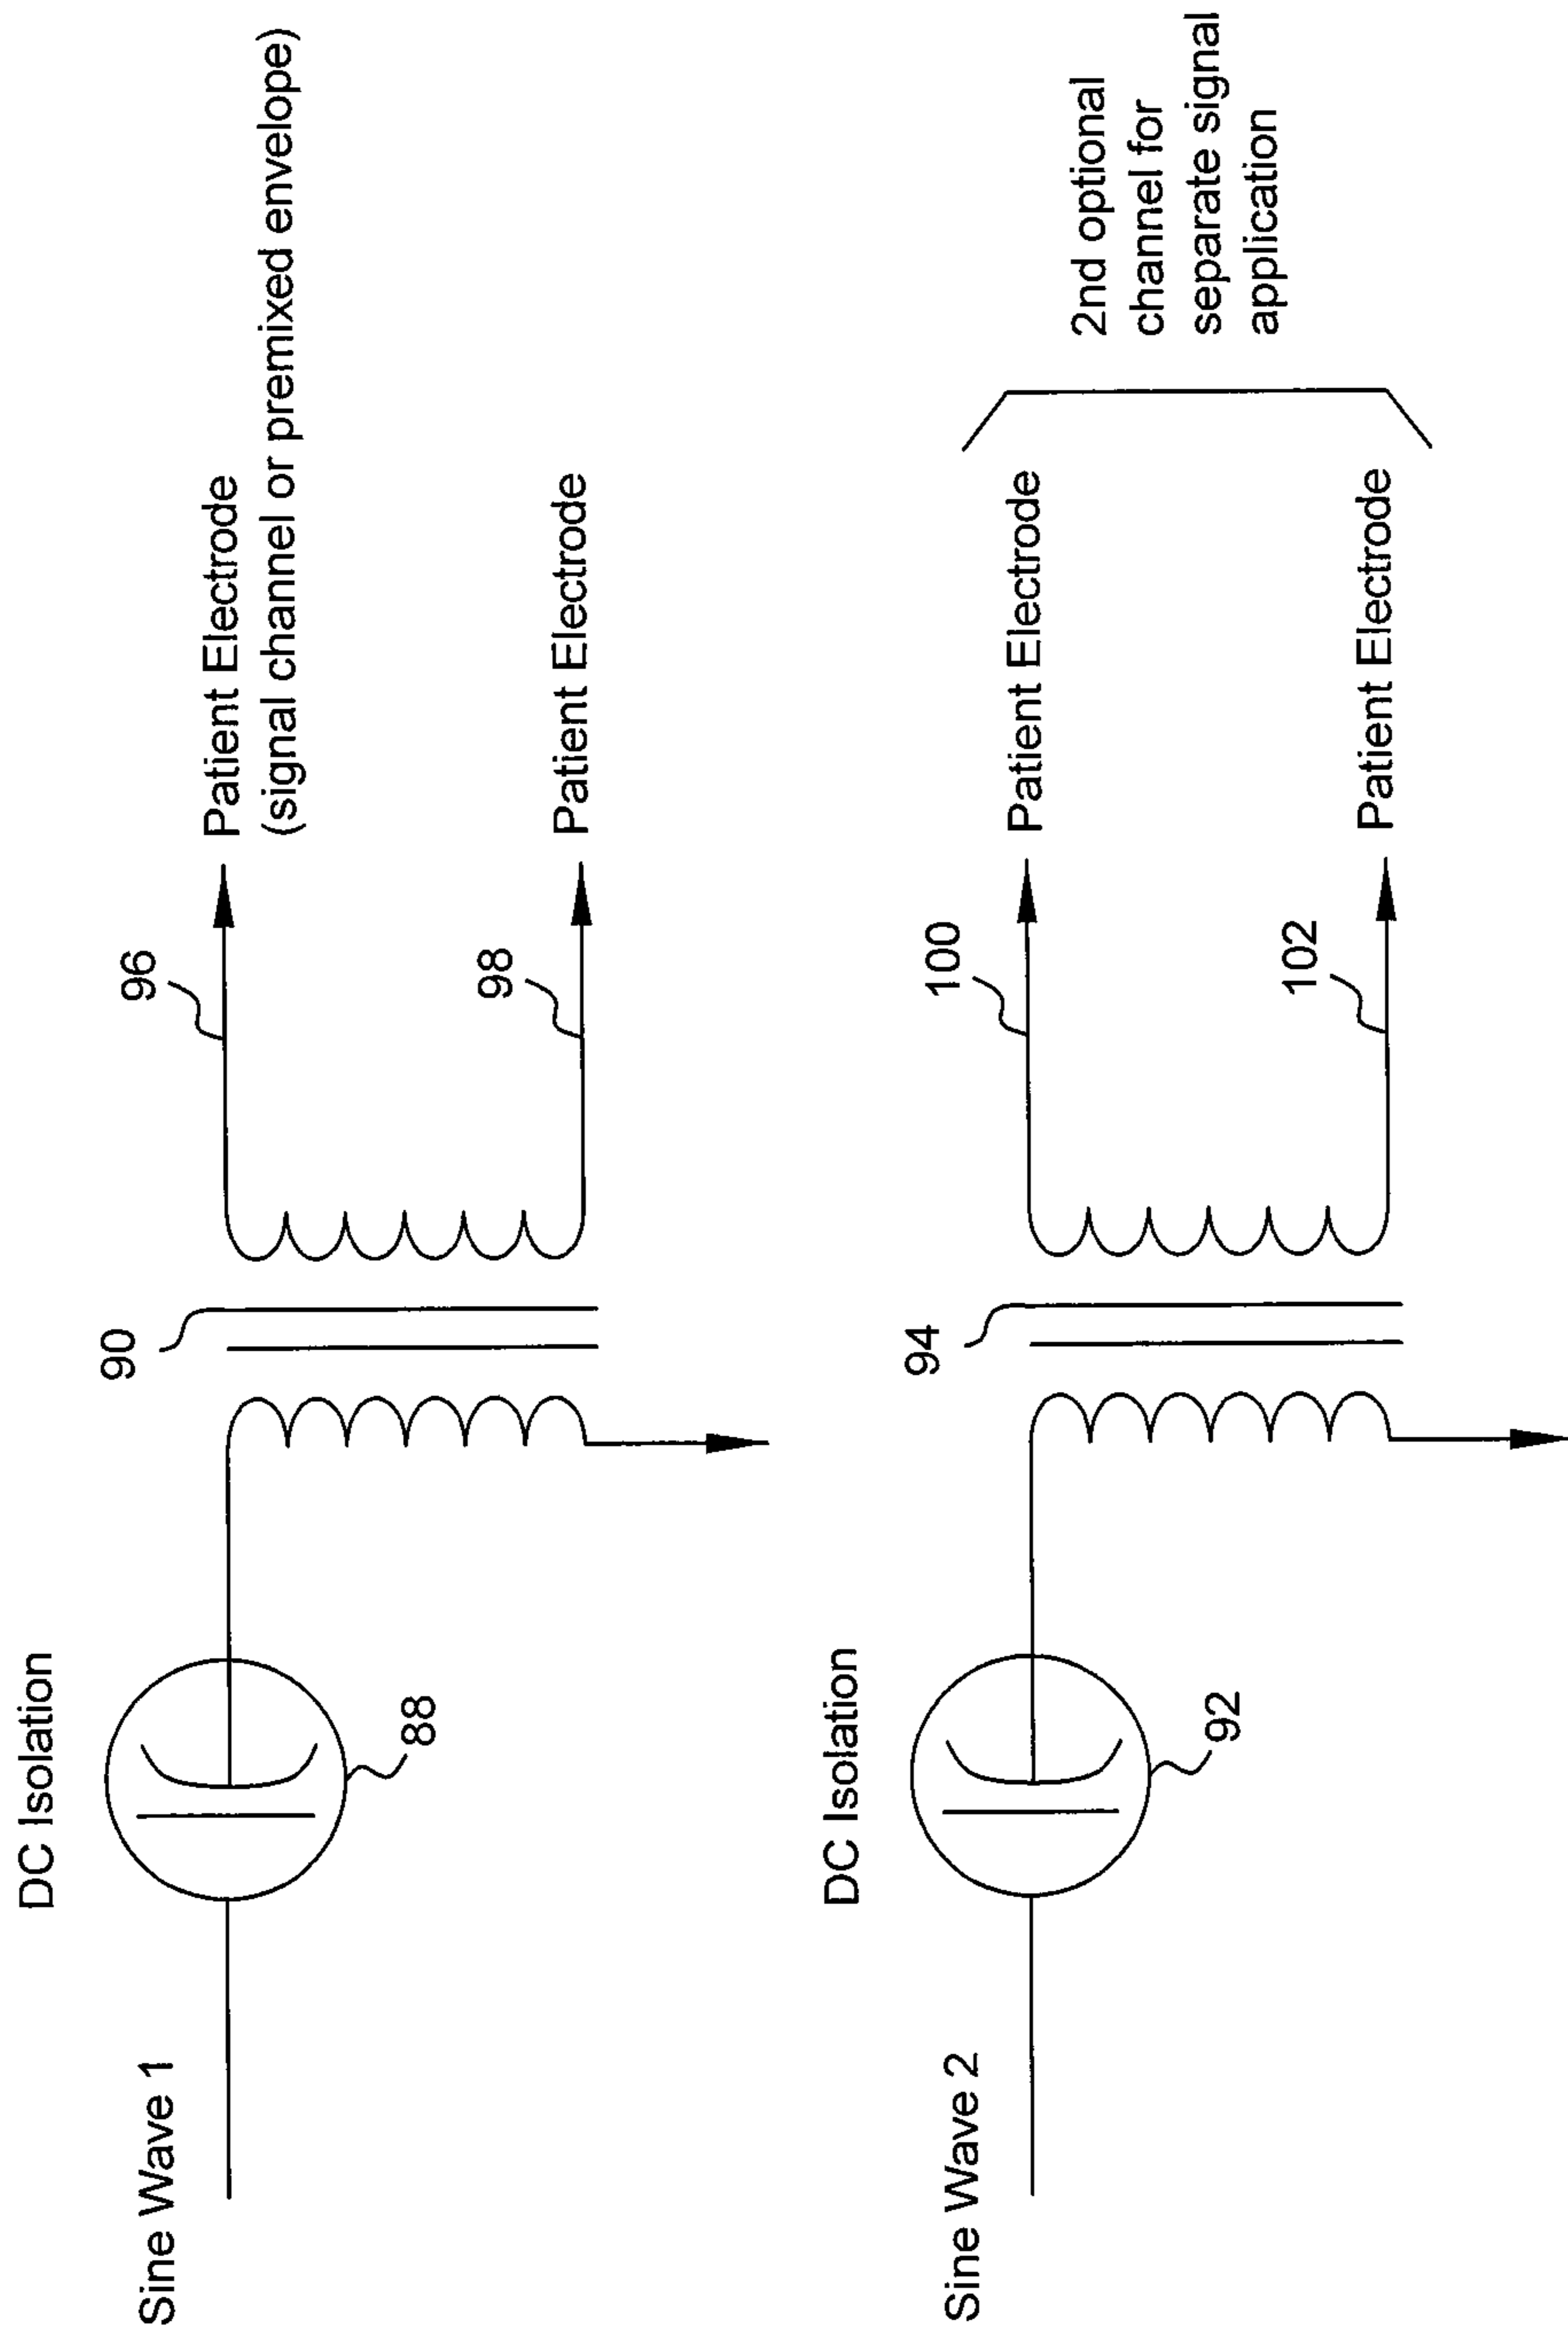 DC Isolation
Sine Wave 1
88
90
96
Patient Electrode
(signal channel or premixed envelope)
98
Patient Electrode
DC Isolation
Sine Wave 2
92
94
100
Patient Electrode
102
Patient Electrode
2nd optional
channel for
separate signal
application